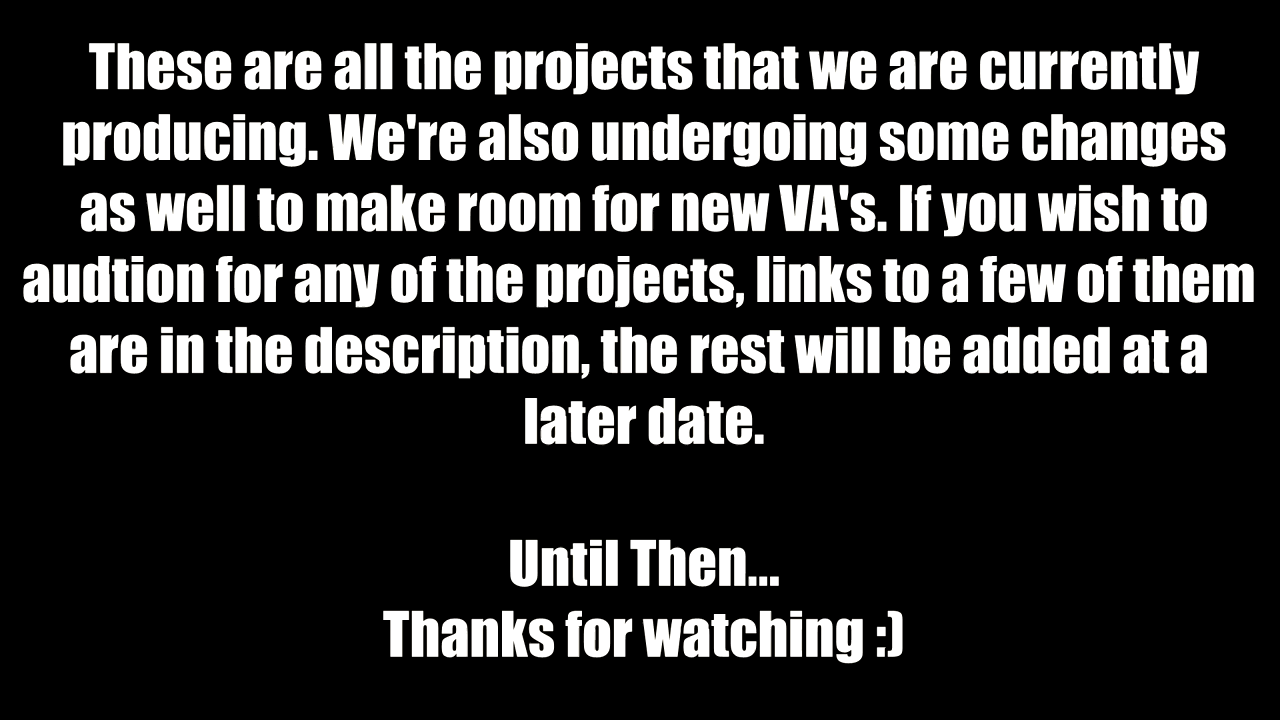 These are all the projects that we are currently
producing. We're also undergoing some changes
as well to make room for new VA's. If you wish to
audtion for any of the projects, links to a few of them
are in the description, the rest will be added at a
later date.
Until Then...
Thanks for watching :)